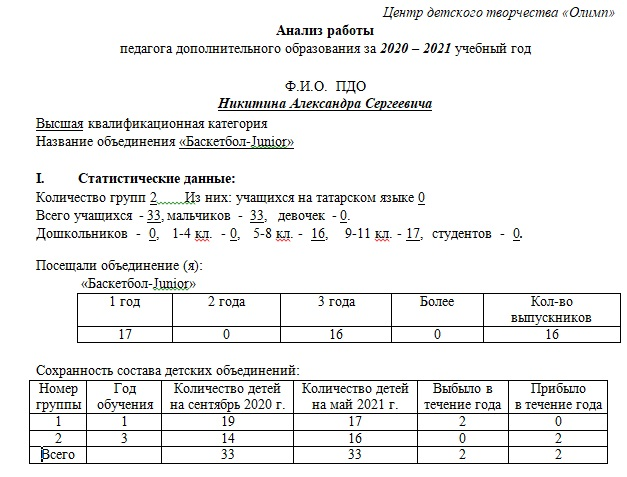 Центр детского творчества «Олимп»
Анализ работы
педагога дополнительного образования за 2020 – 2021 учебный год
Ф.И.О. ПДО
Никитина Александра Сергеевича
Высшая квалификационная категория
Название объединения «Баскетбол-Junior»
I. Статистические данные:
Количество групп 2 Из них: учащихся на татарском языке 0
Всего учащихся - 33, мальчиков - 33, девочек - 0.
Дошкольников - 0, 1-4 кл. - 0, 5-8 кл. - 16, 9-11 кл. - 17, студентов - 0.
Посещали объединение (я):
«Баскетбол-Junior»
1 год 2 года 3 года Более Кол-во
выпускников
17 0 16 0 16
Сохранность состава детских объединений:
Номер Год Количество детей Количество детей Выбыло в Прибыло
группы обучения на сентябрь 2020 г. на май 2021 г. течение года в течение года
1 1 19 17 2 0
2 3 14 16 0 2
Всего 33 33 2 2